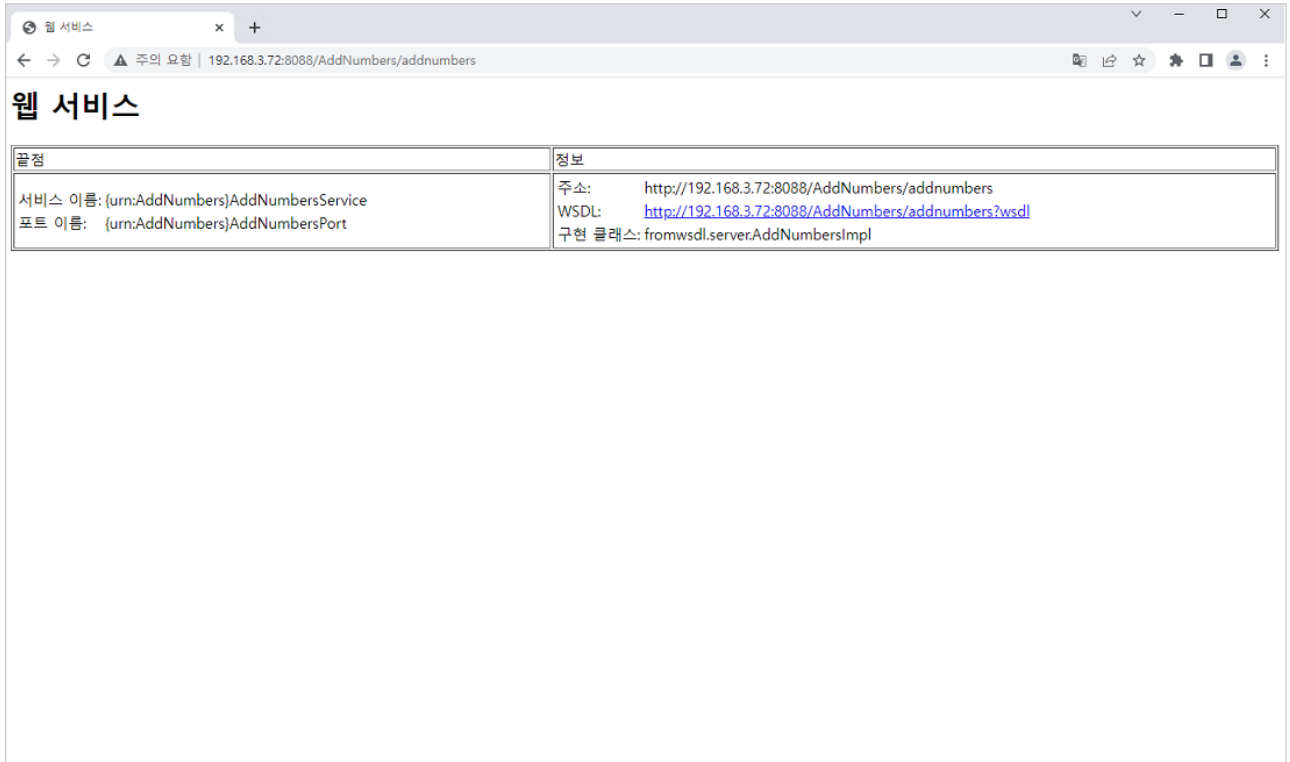 웹 서비스
주의 요함 | 192.168.3.72:8088/AddNumbers/addnumbers
웹 서비스
끝점
정보
서비스 이름: {urn:AddNumbers}AddNumbersService
포트 이름: {urn:AddNumbers}AddNumbersPort
주소: http://192.168.3.72:8088/AddNumbers/addnumbers
WSDL: http://192.168.3.72:8088/AddNumbers/addnumbers?wsdl
구현 클래스: fromwsdl.server.AddNumbersImpl